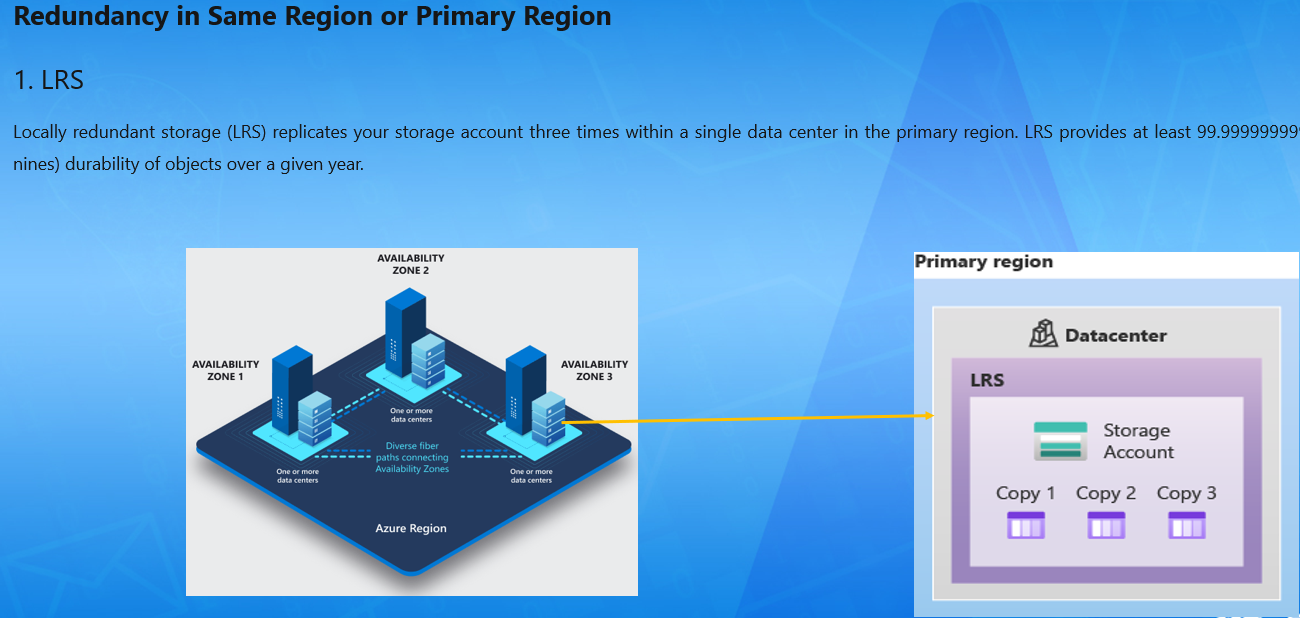 Redundancy in Same Region or Primary Region
1. LRS
Locally redundant storage (LRS) replicates your storage account three times within a single data center in the primary region. LRS provides at least 99.999999999
nines) durability of objects over a given year.
AVAILABILITY
ZONE 2
AVAILABILITY
ZONE 1
AVAILABILITY
ZONE 3
One or more
data centers
Diverse fiber
paths connecting
Availability Zones
One or more
data centers
One or more
data centers
Azure Region
Primary region
Datacenter
LRS
Storage
Account
Copy 1 Copy 2 Copy 3